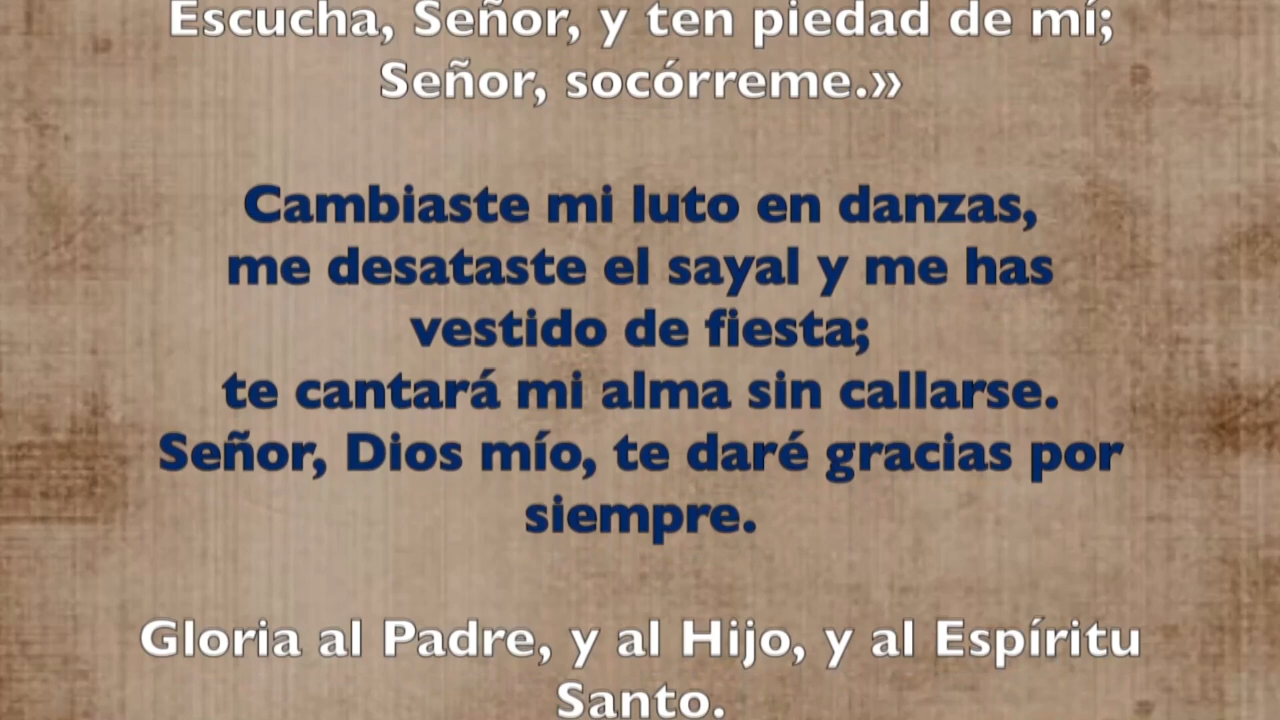 Escucha, Señor, y ten piedad de mí;
Señor, socórreme.»
Cambiaste mi luto en danzas,
me desataste el sayal y me has
vestido de fiesta;
te cantará mi alma sin callarse.
Señor, Dios mío, te daré gracias por
siempre.
Gloria al Padre, y al Hijo, y al Espíritu
Santo.